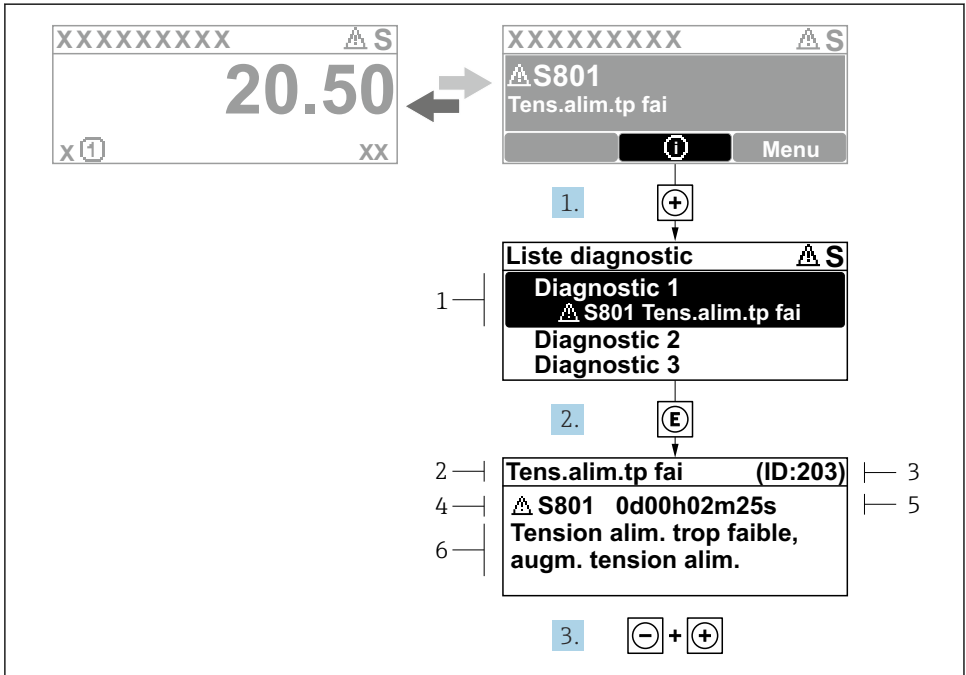 XXXXXXXXX ⚠ S
20.50
x 1 xx
XXXXXXXXX ⚠ S
⚠ S801
Tens.alim.tp fai
i Menu
1. +
Liste diagnostic ⚠ S
1
Diagnostic 1
⚠ S801 Tens.alim.tp fai
Diagnostic 2
Diagnostic 3
2. E
2 Tens.alim.tp fai (ID:203) 3
4 ⚠ S801 0d00h02m25s 5
6
Tension alim. trop faible,
augm. tension alim.
3. - + +